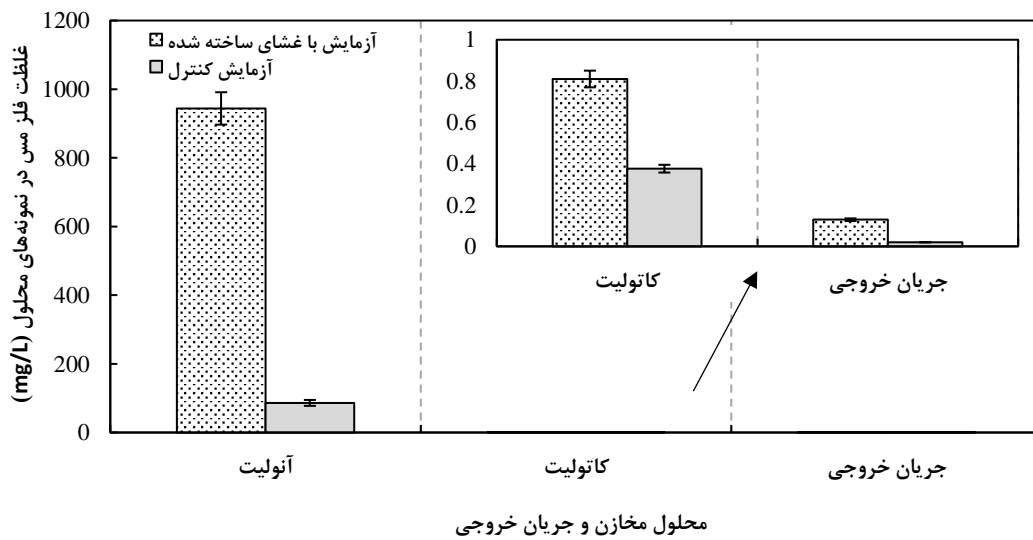 غلظت فلز مس در نمونه‌های محلول (mg/L)
1200
1000
800
600
400
200
0
آزمایش با غشای ساخته شده
آزمایش کنترل
1
0.8
0.6
0.4
0.2
0
کاتولیت
جریان خروجی
آنولیت
کاتولیت
جریان خروجی
محلول مخازن و جریان خروجی